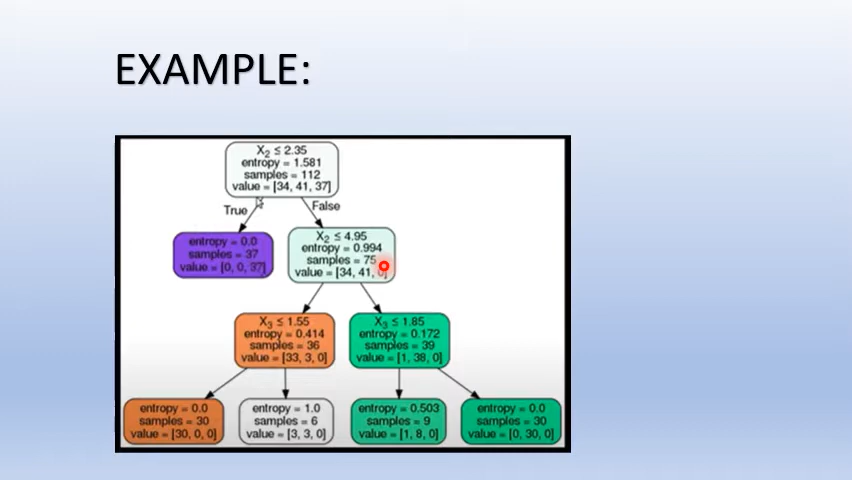 EXAMPLE:
X2 ≤ 2.35
entropy = 1.581
samples = 112
value = [34, 41, 37]
True
False
entropy = 0.0
samples = 37
value = [0, 0, 37]
X2 ≤ 4.95
entropy = 0.994
samples = 75
value = [34, 41, 0]
X3 ≤ 1.55
entropy = 0.414
samples = 36
value = [33, 3, 0]
X3 ≤ 1.85
entropy = 0.172
samples = 39
value = [1, 38, 0]
entropy = 0.0
samples = 30
value = [30, 0, 0]
entropy = 1.0
samples = 6
value = [3, 3, 0]
entropy = 0.503
samples = 9
value = [1, 8, 0]
entropy = 0.0
samples = 30
value = [0, 30, 0]